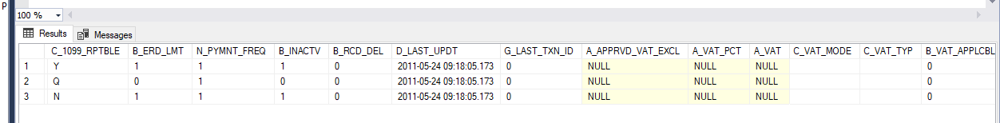 P
100 %
Results Messages
C_1099_RPTBLE B_ERD_LMT N_PYMNT_FREQ B_INACTV B_RCD_DEL D_LAST_UPDT G_LAST_TXN_ID A_APPRVD_VAT_EXCL A_VAT_PCT A_VAT C_VAT_MODE C_VAT_TYP B_VAT_APPLCBL
1 Y 1 1 1 0 2011-05-24 09:18:05.173 0 NULL NULL NULL 0
2 Q 0 1 0 0 2011-05-24 09:18:05.173 0 NULL NULL NULL 0
3 N 1 1 1 0 2011-05-24 09:18:05.173 0 NULL NULL NULL 0